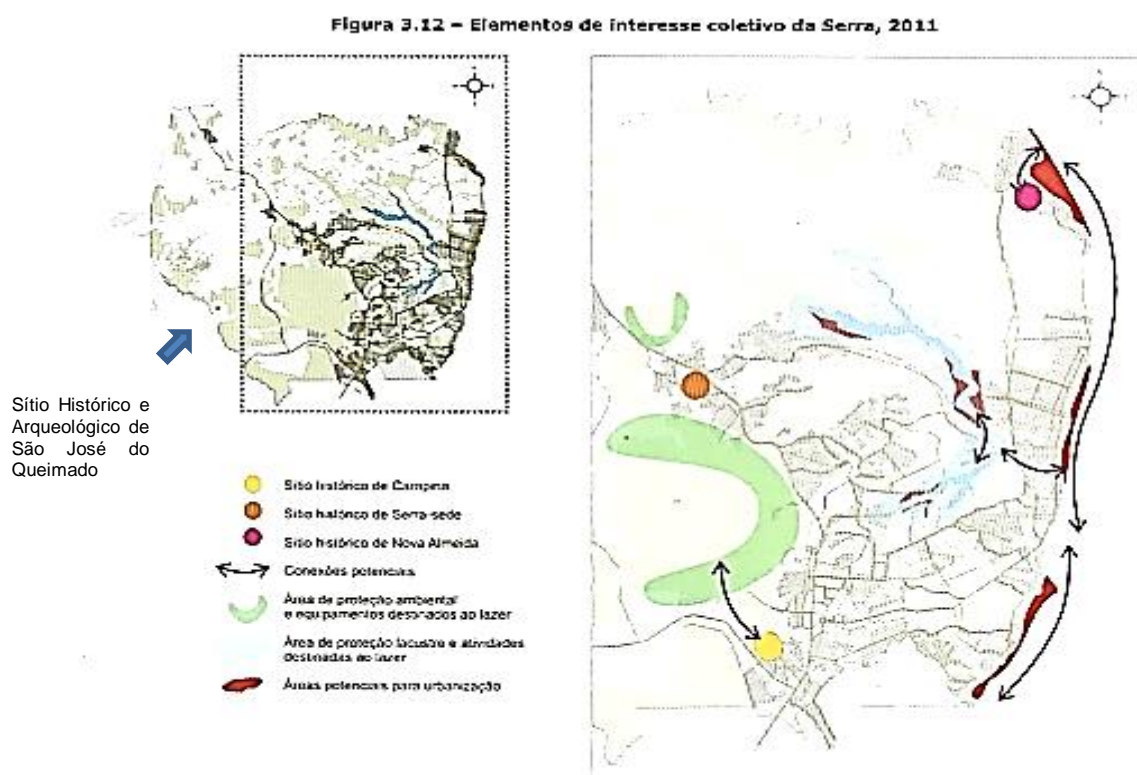 Figura 3.12 – Elementos de interesse coletivo da Serra, 2011
Sítio Histórico e
Arqueológico de
São José do
Queimado
Sítio histórico de Carapina
Sítio histórico de Serra-sede
Sítio histórico de Nova Almeida
Conexões potenciais
Área de proteção ambiental
e equipamentos destinados ao lazer
Área de proteção lacustre e atividades
destinadas ao lazer
Áreas potenciais para urbanização